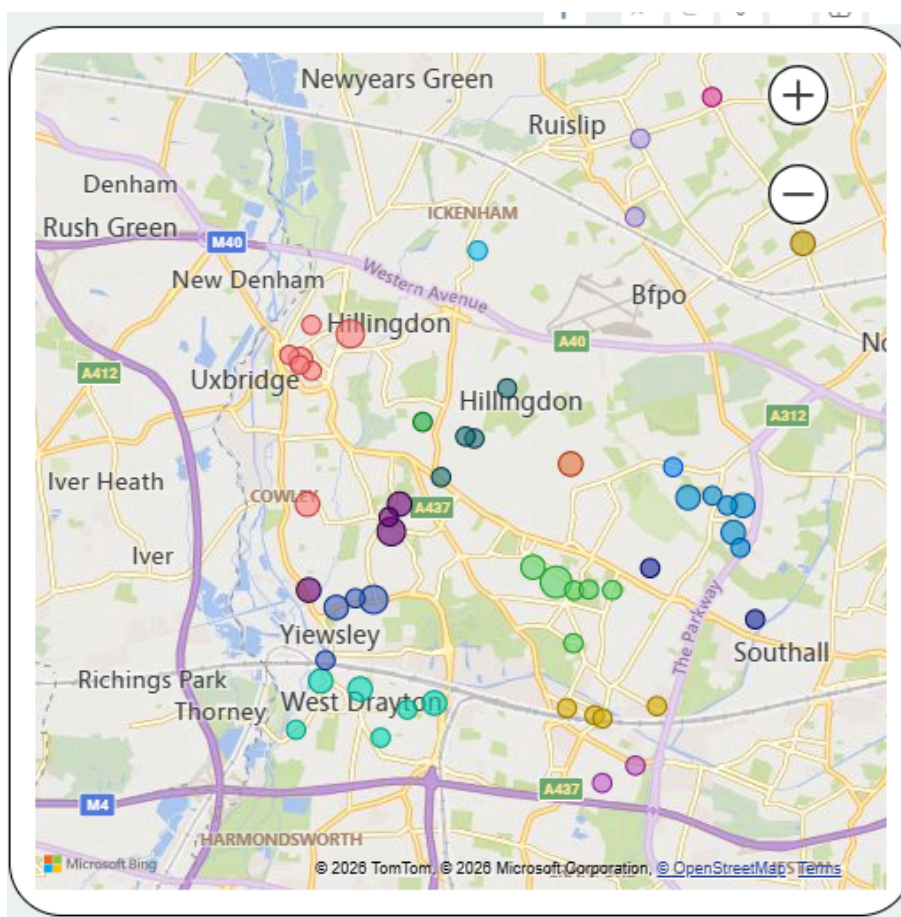 Newyears Green
Ruislip
Denham
ICKENHAM
Rush Green
M40
New Denham
Western Avenue
Bfpo
Hillingdon
A40
A412
Uxbridge
Hillingdon
A312
Iver Heath
COWLEY
A437
Iver
The Parkway
Yiewsley
Southall
Richings Park
West Drayton
Thorney
A437
M4
HARMONDSWORTH
Microsoft Bing
© 2026 TomTom, © 2026 Microsoft Corporation, © OpenStreetMap Terms